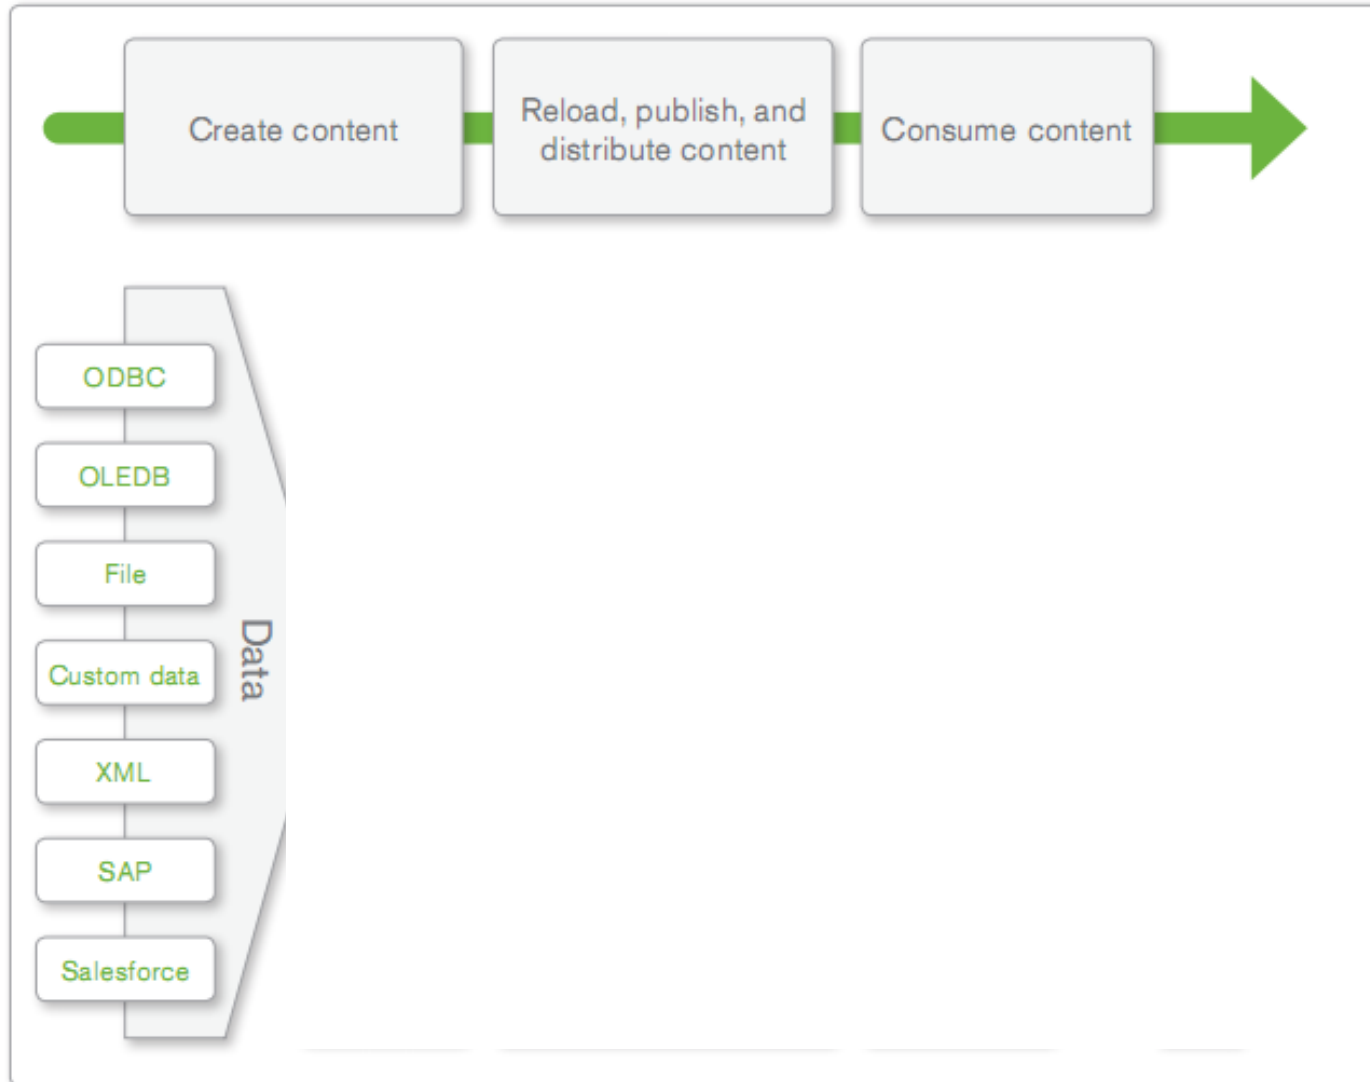 Create content
Reload, publish, and
distribute content
Consume content
ODBC
OLEDB
File
Custom data
XML
SAP
Salesforce
Data